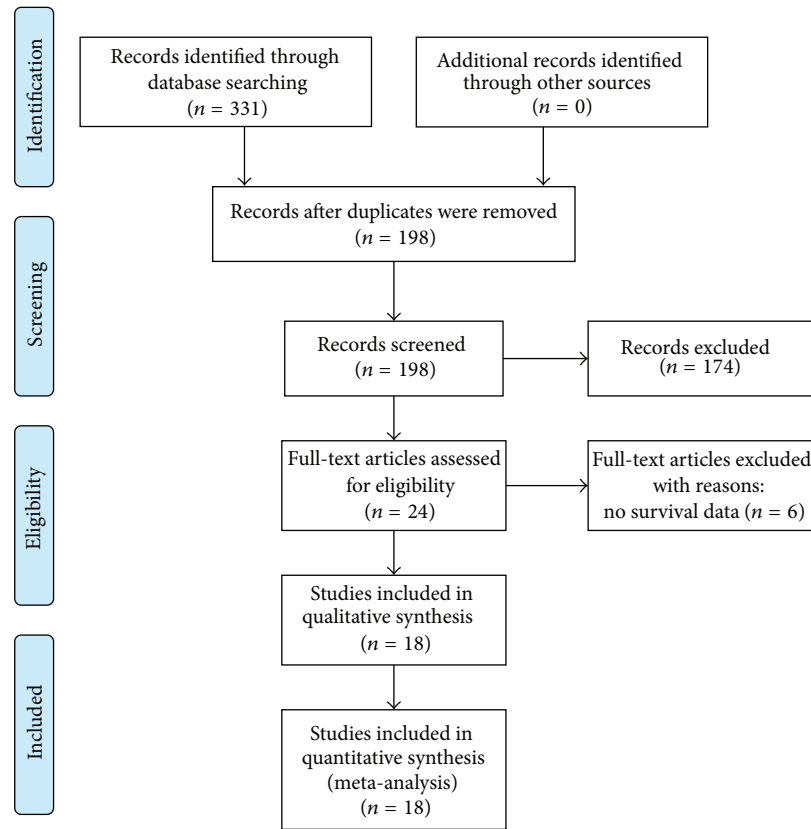 Identification
Records identified through
database searching
(n = 331)
Additional records identified
through other sources
(n = 0)
Records after duplicates were removed
(n = 198)
Screening
Records screened
(n = 198)
Records excluded
(n = 174)
Eligibility
Full-text articles assessed
for eligibility
(n = 24)
Full-text articles excluded
with reasons:
no survival data (n = 6)
Studies included in
qualitative synthesis
(n = 18)
Included
Studies included in
quantitative synthesis
(meta-analysis)
(n = 18)